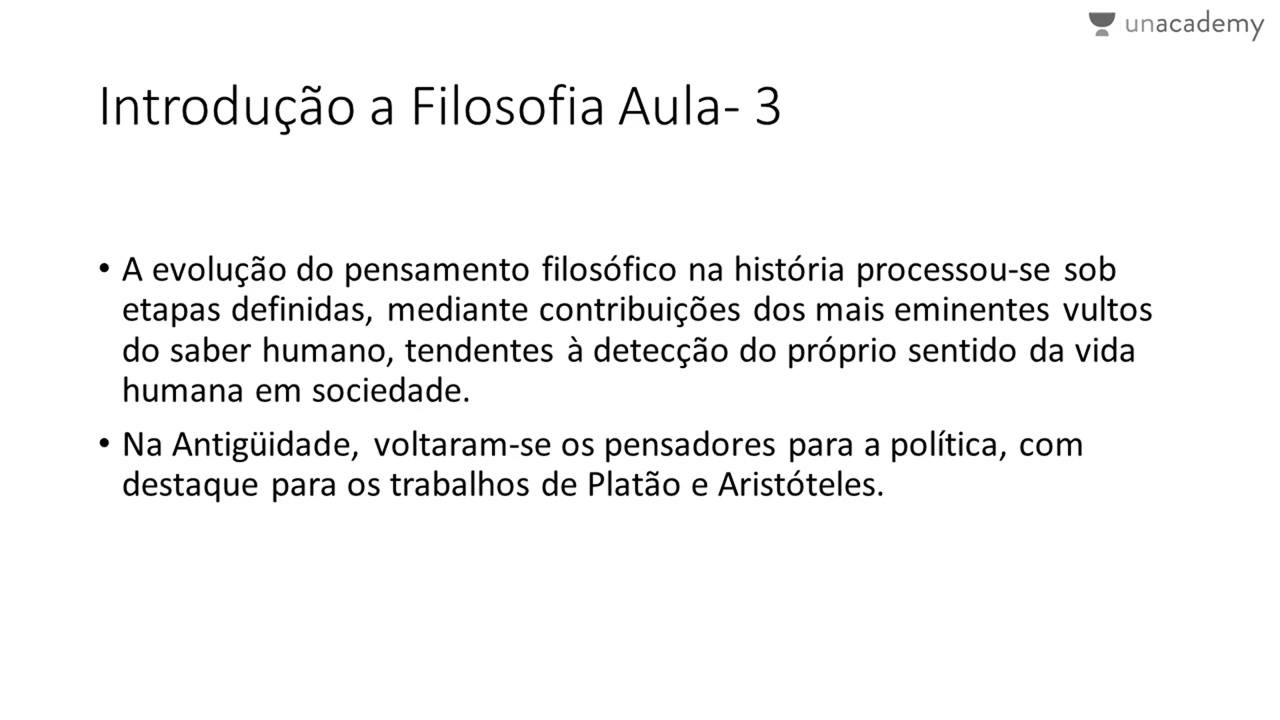 unacademy
Introdução a Filosofia Aula- 3
• A evolução do pensamento filosófico na história processou-se sob
etapas definidas, mediante contribuições dos mais eminentes vultos
do saber humano, tendentes à detecção do próprio sentido da vida
humana em sociedade.
• Na Antigüidade, voltaram-se os pensadores para a política, com
destaque para os trabalhos de Platão e Aristóteles.